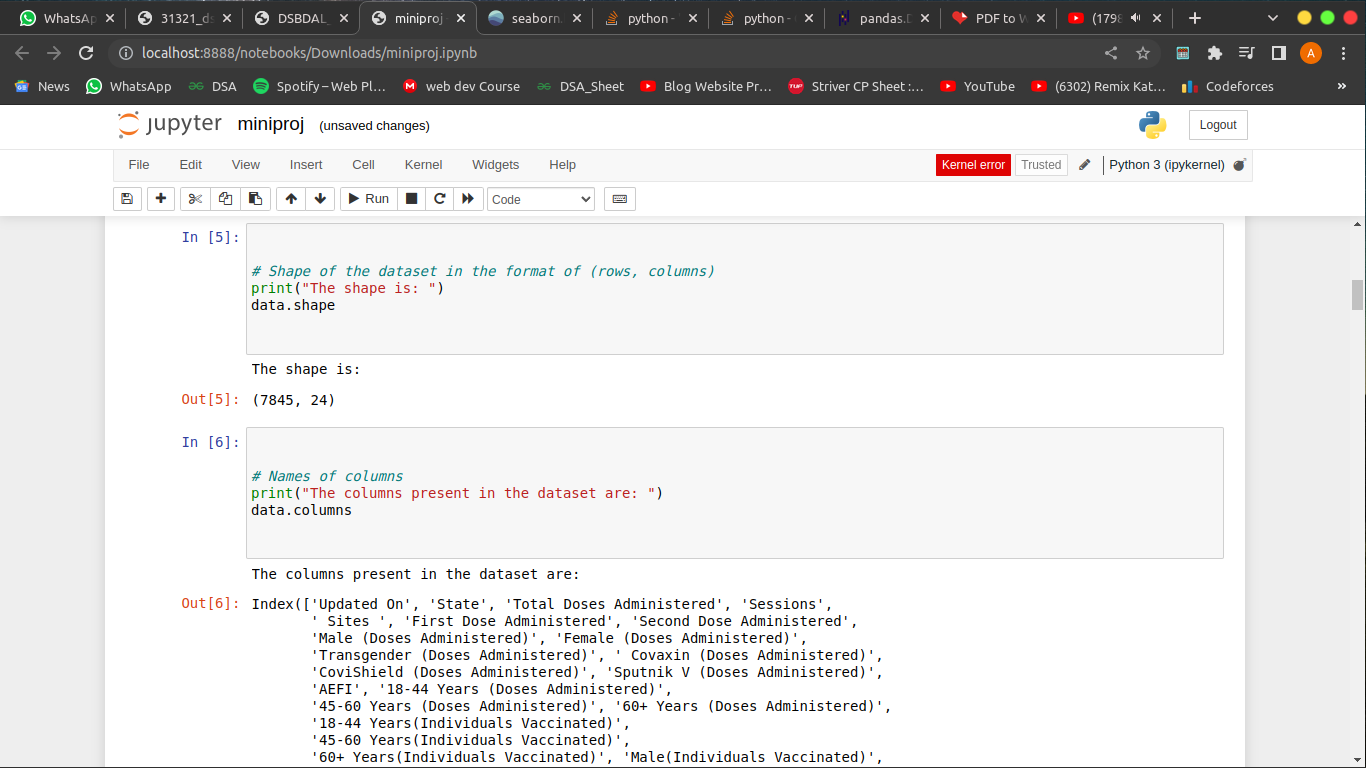 WhatsAp
31321_ds
DSBDAL_
miniproj
seaborn.
python -
python -
pandas.D
PDF to W
(1798
localhost:8888/notebooks/Downloads/miniproj.ipynb
A
News
WhatsApp
DSA
Spotify – Web Pl...
web dev Course
DSA_Sheet
Blog Website Pr...
Striver CP Sheet :...
YouTube
(6302) Remix Kat...
Codeforces
»
jupyter miniproj (unsaved changes)
Logout
File Edit View Insert Cell Kernel Widgets Help
Kernel error
Trusted
Python 3 (ipykernel)
Run
Code
In [5]:
# Shape of the dataset in the format of (rows, columns)
print("The shape is: ")
data.shape
The shape is:
Out[5]: (7845, 24)
In [6]:
# Names of columns
print("The columns present in the dataset are: ")
data.columns
The columns present in the dataset are:
Out[6]: Index(['Updated On', 'State', 'Total Doses Administered', 'Sessions',
' Sites ', 'First Dose Administered', 'Second Dose Administered',
'Male (Doses Administered)', 'Female (Doses Administered)',
'Transgender (Doses Administered)', ' Covaxin (Doses Administered)',
'CoviShield (Doses Administered)', 'Sputnik V (Doses Administered)',
'AEFI', '18-44 Years (Doses Administered)',
'45-60 Years (Doses Administered)', '60+ Years (Doses Administered)',
'18-44 Years(Individuals Vaccinated)',
'45-60 Years(Individuals Vaccinated)',
'60+ Years(Individuals Vaccinated)', 'Male(Individuals Vaccinated)',